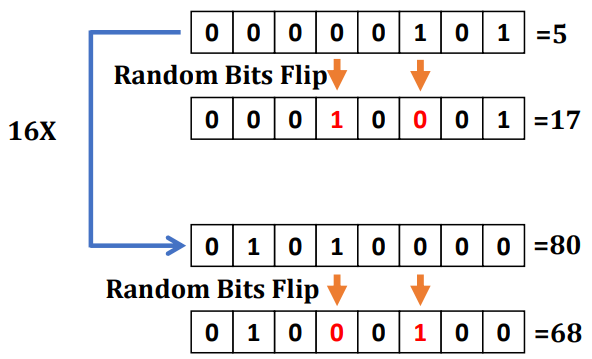 0 0 0 0 0 1 0 1 =5
Random Bits Flip
0 0 0 1 0 0 0 1 =17
16X
0 1 0 1 0 0 0 0 =80
Random Bits Flip
0 1 0 0 0 1 0 0 =68